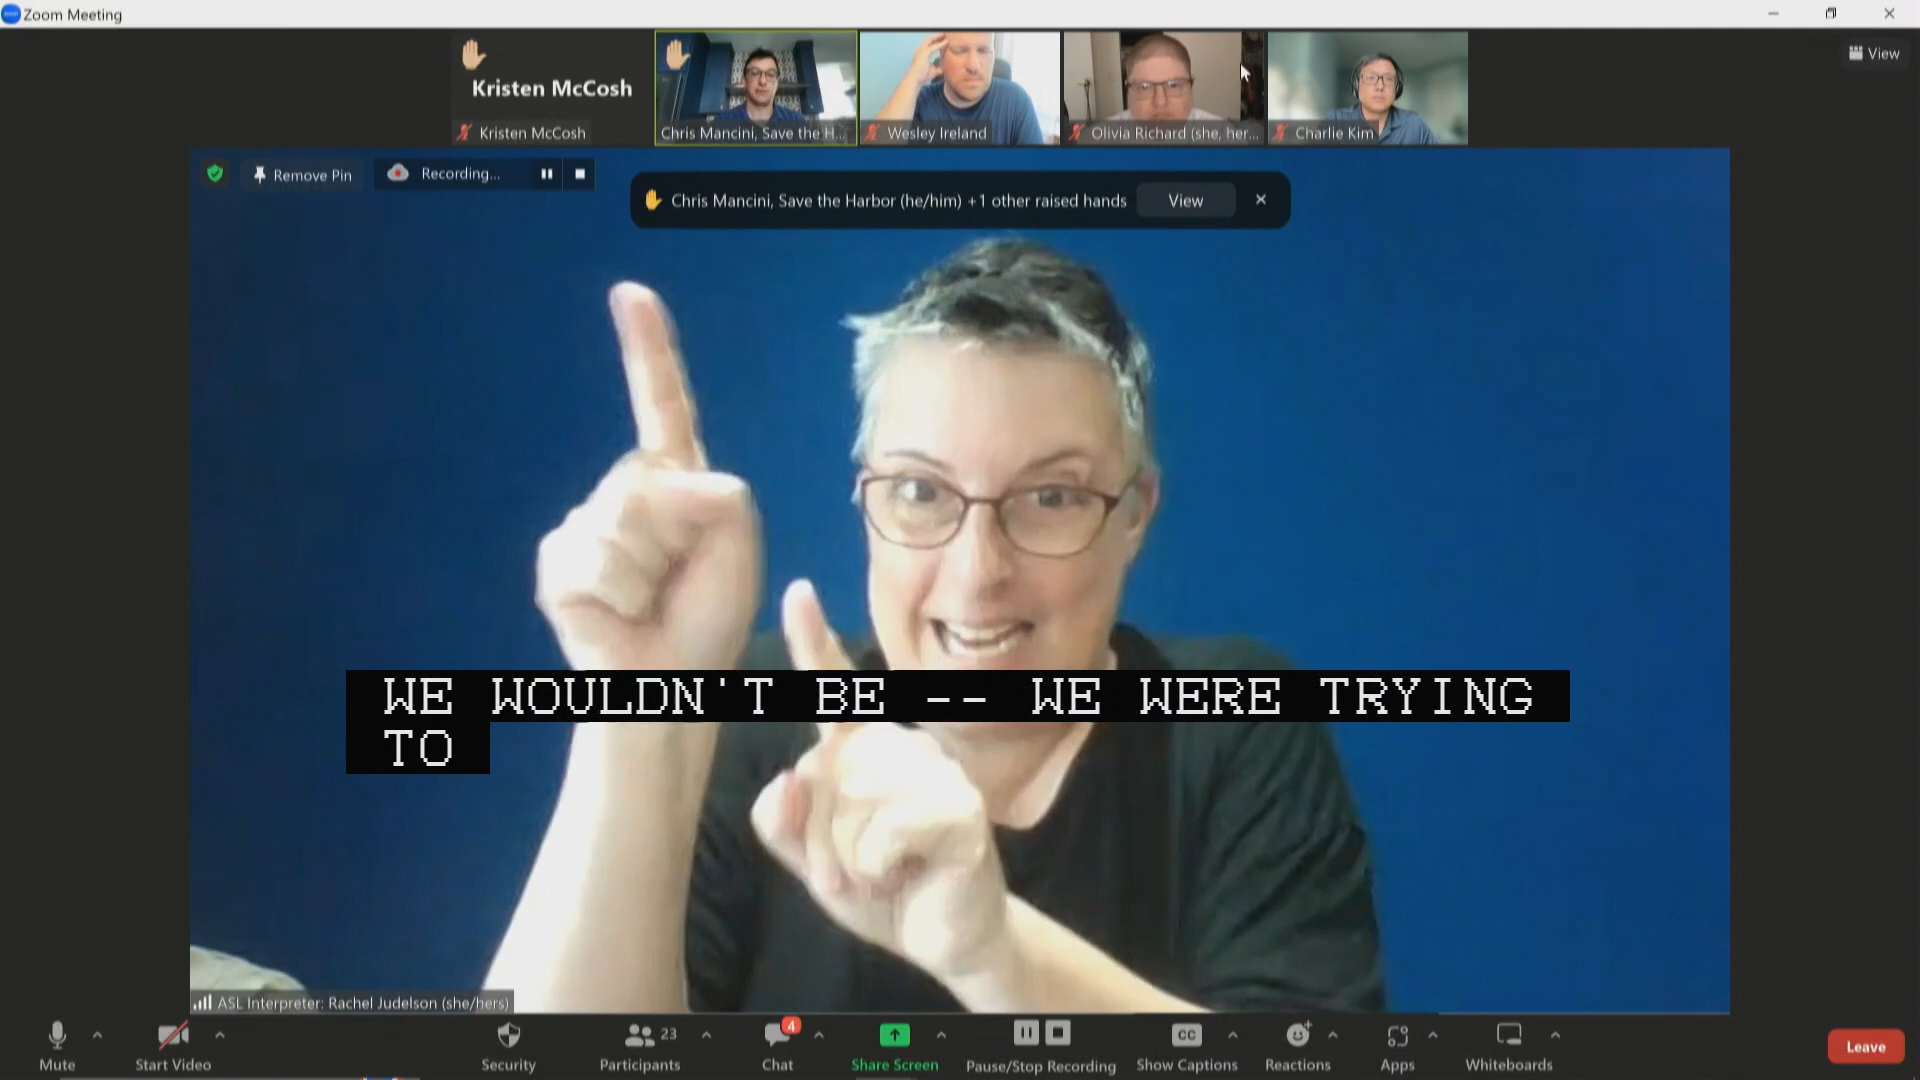 Zoom Meeting
Kristen McCosh
Kristen McCosh
Chris Mancini, Save the H...
Wesley Ireland
Olivia Richard (she, her...
Charlie Kim
View
Remove Pin
Recording...
Chris Mancini, Save the Harbor (he/him) +1 other raised hands
View
WE WOULDN'T BE -- WE WERE TRYING
TO
ASL Interpreter: Rachel Judelson (she/hers)
Mute
Start Video
Security
23
Participants
4
Chat
Share Screen
Pause/Stop Recording
CC
Show Captions
Reactions
Apps
Whiteboards
Leave